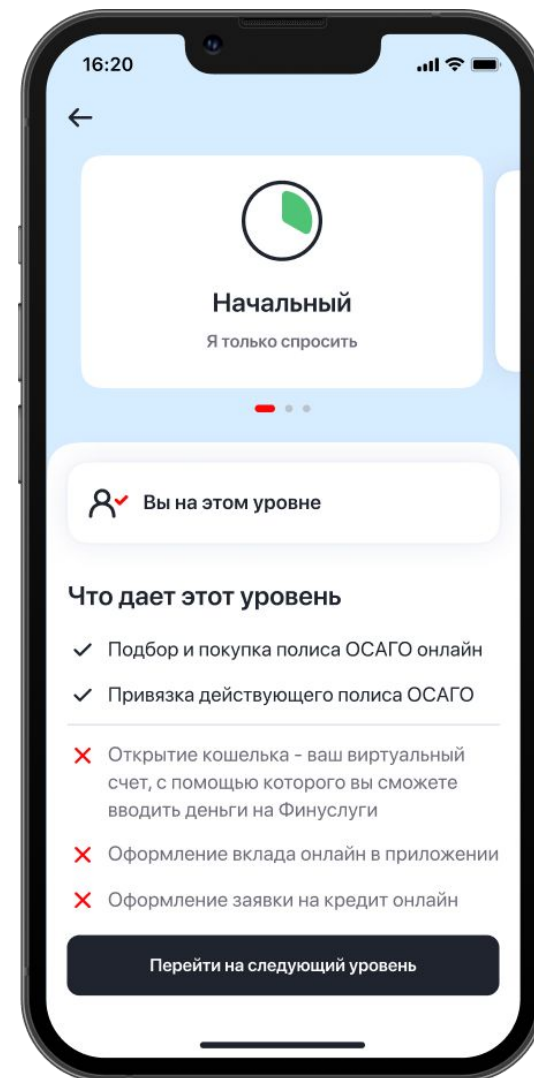 16:20
Начальный
Я только спросить
Вы на этом уровне
Что дает этот уровень
Подбор и покупка полиса ОСАГО онлайн
Привязка действующего полиса ОСАГО
Открытие кошелька - ваш виртуальный
счет, с помощью которого вы сможете
вводить деньги на Финуслуги
Оформление вклада онлайн в приложении
Оформление заявки на кредит онлайн
Перейти на следующий уровень